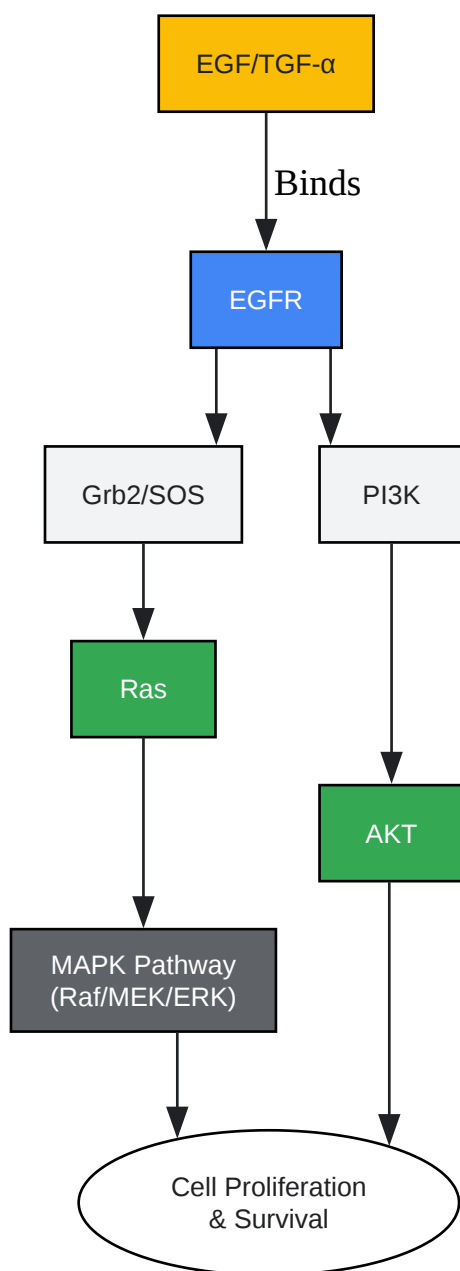 EGF/TGF-α
Binds
EGFR
Grb2/SOS
PI3K
Ras
AKT
MAPK Pathway
(Raf/MEK/ERK)
Cell Proliferation
& Survival